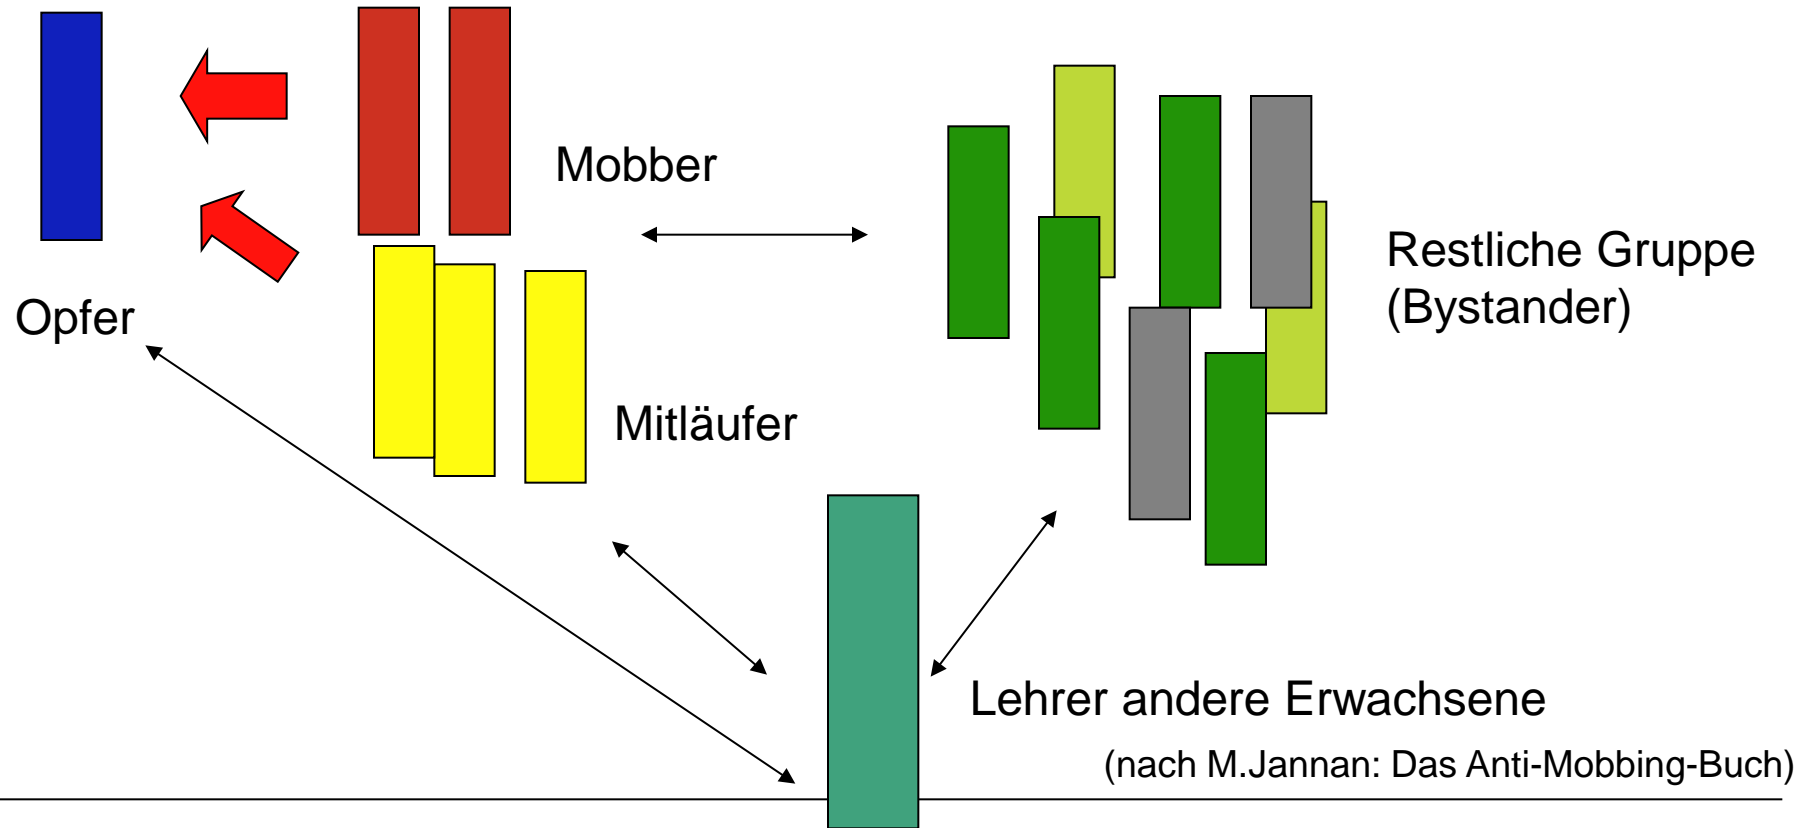 Mobber
Restliche Gruppe
(Bystander)
Opfer
Mitläufer
Lehrer andere Erwachsene
(nach M.Jannan: Das Anti-Mobbing-Buch)